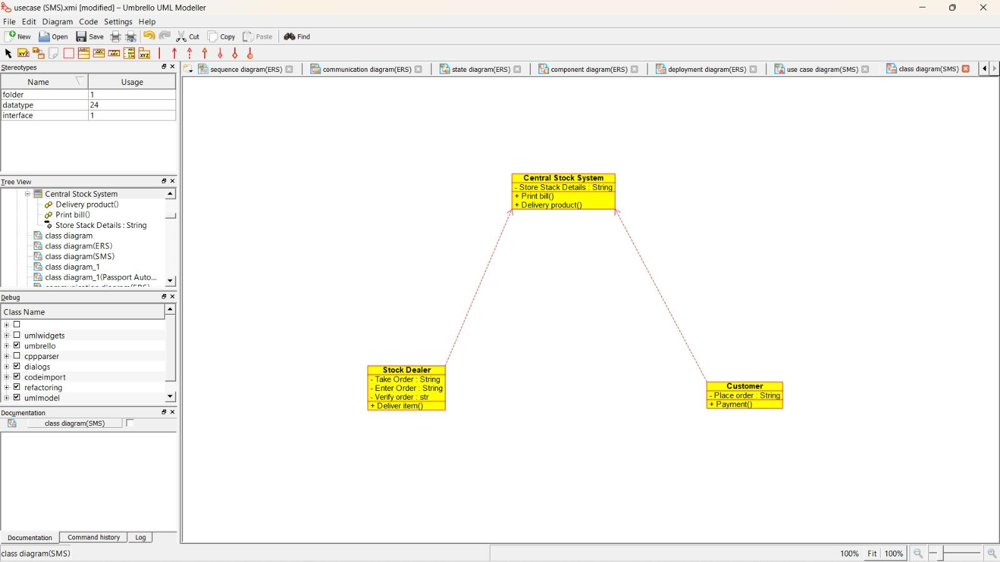 usecase (SMS).xmi [modified] – Umbrello UML Modeller
File Edit Diagram Code Settings Help
New Open Save Cut Copy Paste Find
Stereotypes
Name Usage
folder 1
datatype 24
interface 1
Tree View
Central Stock System
Delivery product()
Print bill()
Store Stack Details : String
class diagram
class diagram(ERS)
class diagram(SMS)
class diagram_1
class diagram_1(Passport Auto...
Debug
Class Name
umlwidgets
umbrello
cppparser
dialogs
codeimport
refactoring
umlmodel
Documentation
class diagram(SMS)
Documentation Command history Log
class diagram(SMS)
sequence diagram(ERS) communication diagram(ERS) state diagram(ERS) component diagram(ERS) deployment diagram(ERS) use case diagram(SMS) class diagram(SMS)
Central Stock System
- Store Stack Details : String
+ Print bill()
+ Delivery product()
Stock Dealer
- Take Order : String
- Enter Order : String
- Verify order : str
+ Deliver item()
Customer
- Place order : String
+ Payment()
100% Fit 100%